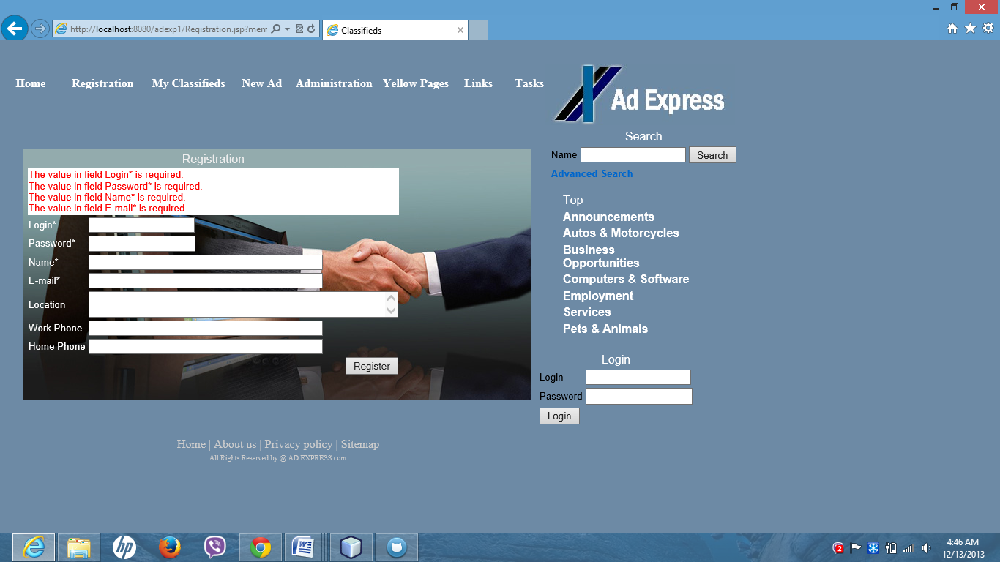 http://localhost:8080/adexp1/Registration.jsp?mem
Classifieds
Home Registration My Classifieds New Ad Administration Yellow Pages Links Tasks
Ad Express
Registration
The value in field Login* is required.
The value in field Password* is required.
The value in field Name* is required.
The value in field E-mail* is required.
Login*
Password*
Name*
E-mail*
Location
Work Phone
Home Phone
Register
Search
Name Search
Advanced Search
Top
Announcements
Autos & Motorcycles
Business
Opportunities
Computers & Software
Employment
Services
Pets & Animals
Login
Login
Password
Login
Home | About us | Privacy policy | Sitemap
All Rights Reserved by @ AD EXPRESS.com
hp
2
4:46 AM
12/13/2013